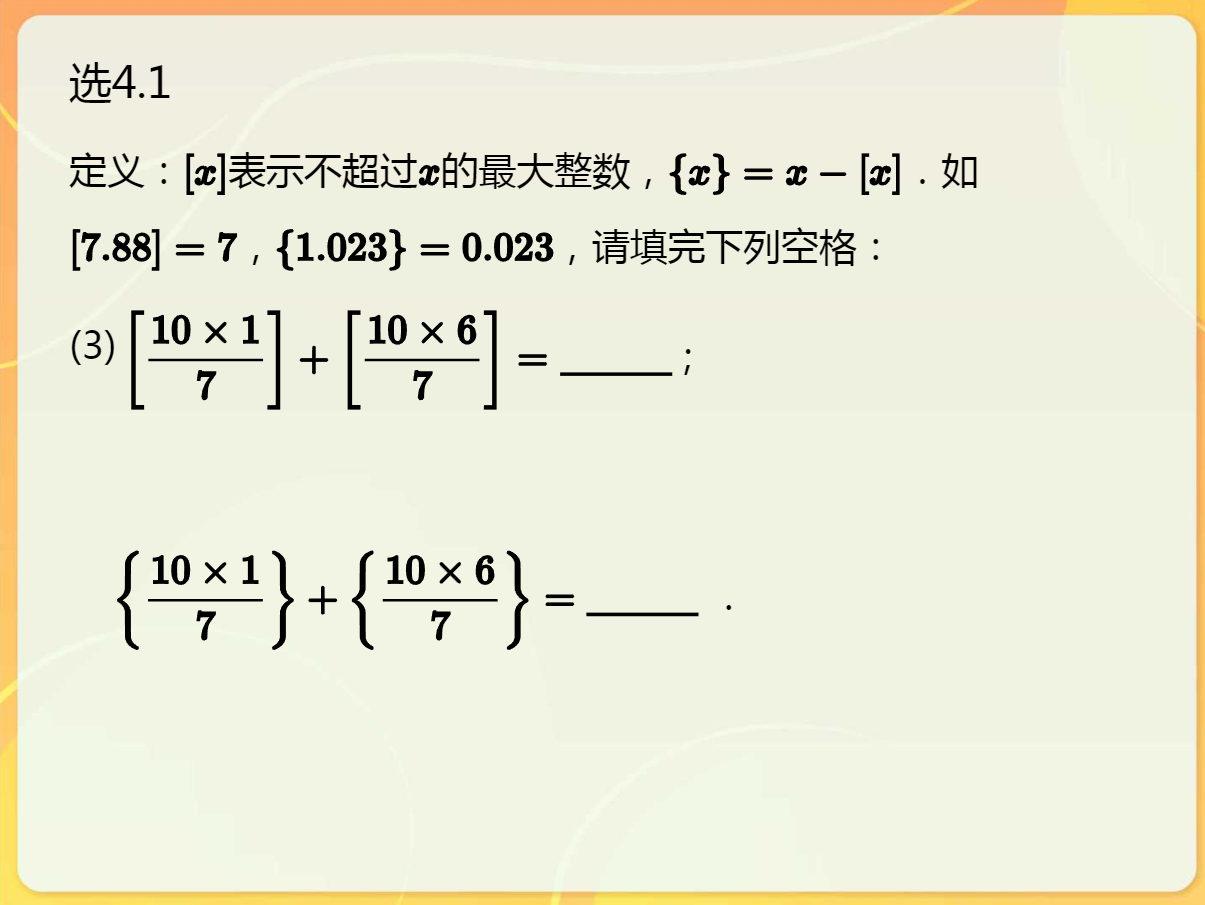 选4.1
定义：[x]表示不超过x的最大整数，{x} = x − [x]．如
[7.88] = 7，{1.023} = 0.023，请填完下列空格：
(3) [10 × 1 / 7] + [10 × 6 / 7] = ______；
{10 × 1 / 7} + {10 × 6 / 7} = ______ ．